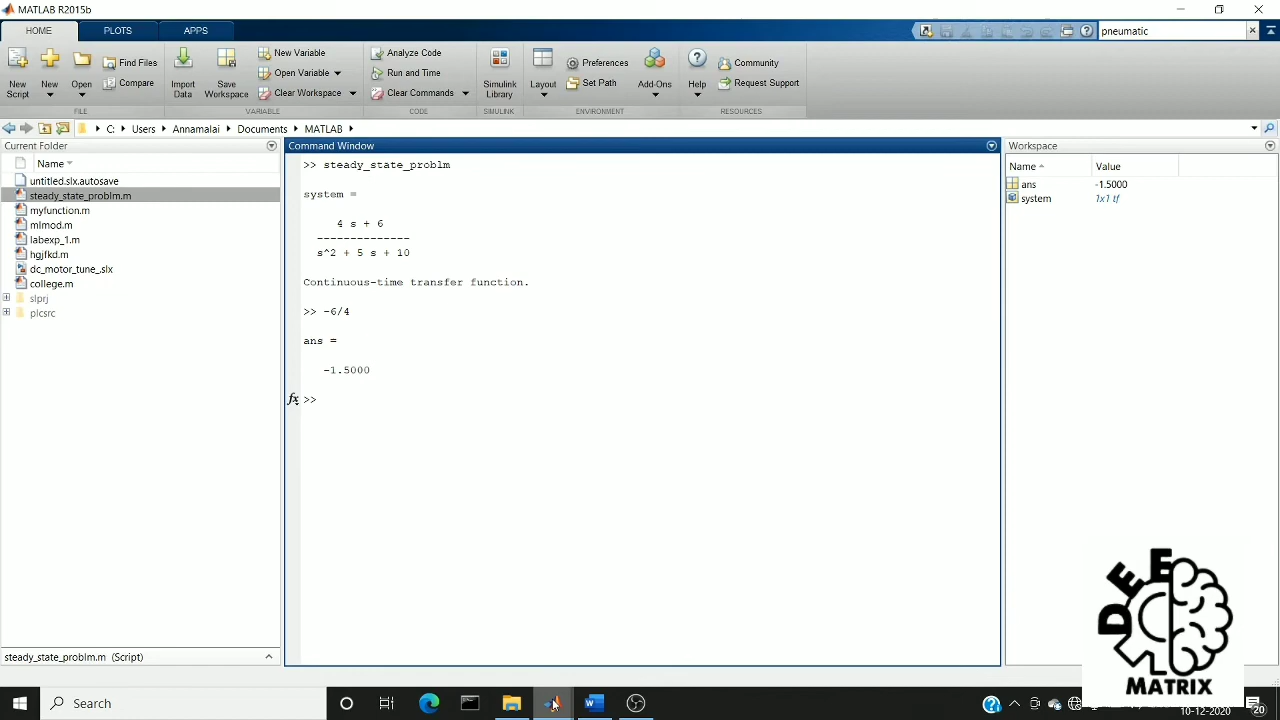 MATLAB R2015b
HOME PLOTS APPS
pneumatic
New Script
New
Open
Find Files
Compare
Import Data
Save Workspace
New Variable
Open Variable
Clear Workspace
Analyze Code
Run and Time
Clear Commands
Simulink Library
Layout
Preferences
Set Path
Add-Ons
Help
Community
Request Support
FILE VARIABLE CODE SIMULINK ENVIRONMENT RESOURCES
C: Users Annamalai Documents MATLAB
Current Folder
Name
untitled.slx.autosave
steady_state_problm.m
myfunction.m
mlmod.m
labexp_1.m
hgjfkd.m
dc_motor_tune_slx
college.m
slprj
plcsrc
steady_state_problm.m (Script)
Command Window
>> steady_state_problm
system =
4 s + 6
--------------
s^2 + 5 s + 10
Continuous-time transfer function.
>> -6/4
ans =
-1.5000
fx >>
Workspace
Name Value
ans -1.5000
system 1x1 tf
DEE
MATRIX
Search
10-12-2020
20